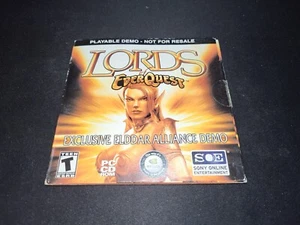 PLAYABLE DEMO - NOT FOR RESALE
LORDS
OF
EVERQUEST
EXCLUSIVE ELDDAR ALLIANCE DEMO
TEEN
T
PC
CD
ROM
SOE
SONY ONLINE
ENTERTAINMENT